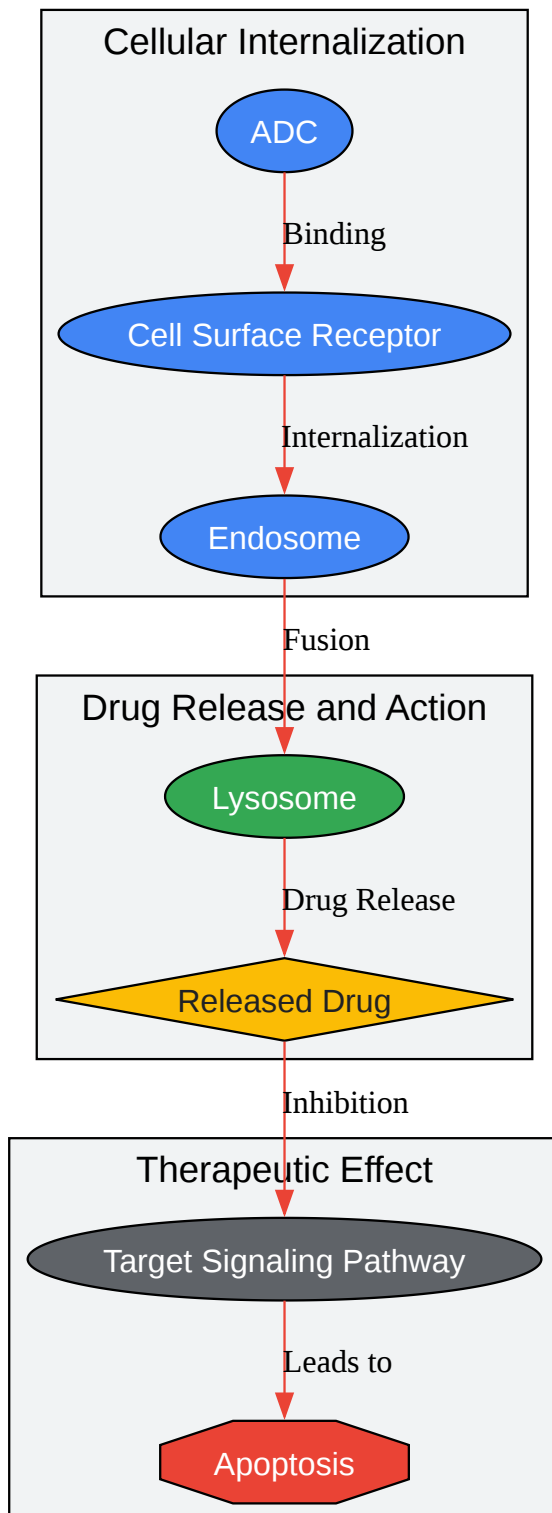 Cellular Internalization
ADC
Binding
Cell Surface Receptor
Internalization
Endosome
Fusion
Drug Release and Action
Lysosome
Drug Release
Released Drug
Inhibition
Therapeutic Effect
Target Signaling Pathway
Leads to
Apoptosis